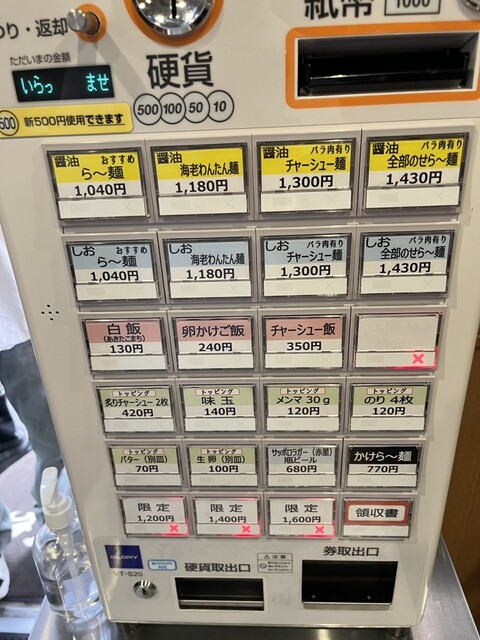 り・返却
紙幣
1000
ただいまの金額
いらっ ませ
硬貨
500 100 50 10
500 新500円使用できます
醤油 おすすめ
ら〜麺
1,040円
醤油
海老わんたん麺
1,180円
醤油 バラ肉有り
チャーシュー麺
1,300円
醤油 バラ肉有り
全部のせら〜麺
1,430円
しお おすすめ
ら〜麺
1,040円
しお
海老わんたん麺
1,180円
しお バラ肉有り
チャーシュー麺
1,300円
しお バラ肉有り
全部のせら〜麺
1,430円
白飯
(あきたこまち)
130円
卵かけご飯
240円
チャーシュー飯
350円
×
トッピング
炙りチャーシュー 2枚
420円
トッピング
味玉
140円
トッピング
メンマ 30g
120円
トッピング
のり 4枚
120円
トッピング
バター (別皿)
70円
トッピング
生卵 (別皿)
100円
サッポロラガー (赤星)
瓶ビール
680円
かけら〜麺
770円
限定
1,200円
×
限定
1,400円
×
限定
1,600円
×
領収書
GLORY
VT-S20
硬貨取出口
⚠注意
券取出口